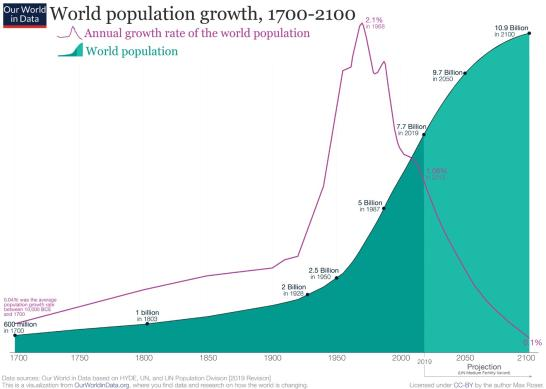 Our World
in Data
World population growth, 1700-2100
Annual growth rate of the world population
World population
2.1%
in 1968
10.9 Billion
in 2100
9.7 Billion
in 2050
7.7 Billion
in 2019
1.08%
in 2019
5 Billion
in 1987
2.5 Billion
in 1950
2 Billion
in 1928
1 billion
in 1803
0.04% was the average
population growth rate
between 10,000 BCE
and 1700
600 million
in 1700
0.1%
1700
1750
1800
1850
1900
1950
2000
2019
2050
2100
Projection
(UN Medium Fertility Variant)
Data sources: Our World in Data based on HYDE, UN, and UN Population Division [2019 Revision]
This is a visualization from OurWorldinData.org, where you find data and research on how the world is changing.
Licensed under CC-BY by the author Max Roser.